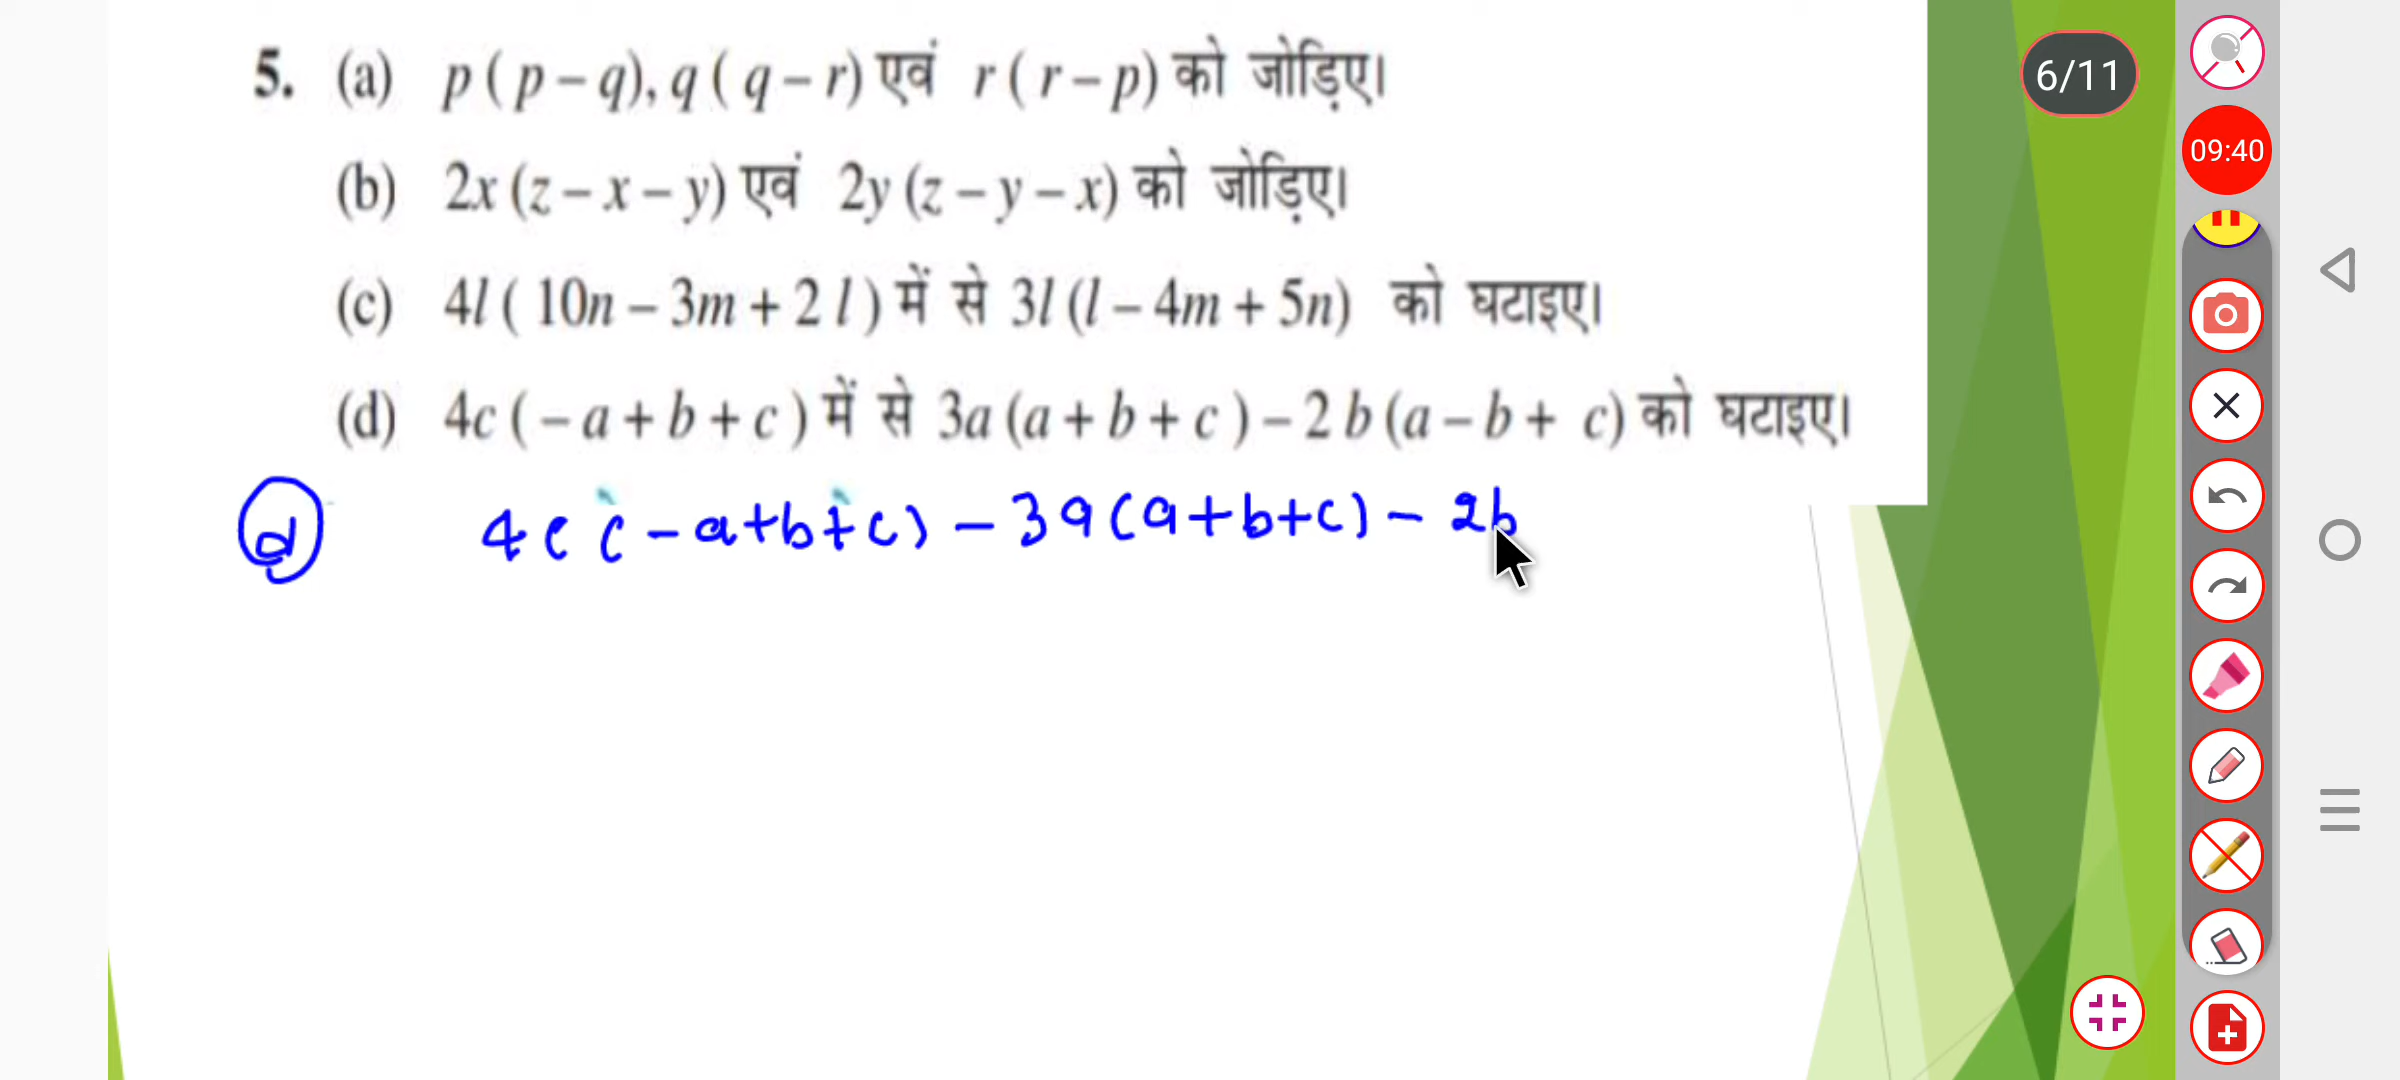 5. (a) p ( p – q), q ( q – r) एवं r ( r – p) को जोड़िए।
(b) 2x (z – x – y) एवं 2y (z – y – x) को जोड़िए।
(c) 4l ( 10n – 3m + 2 l ) में से 3l (l – 4m + 5n) को घटाइए।
(d) 4c ( – a + b + c ) में से 3a (a + b + c ) – 2 b (a – b + c) को घटाइए।
d 4c (-a+b+c) - 3a(a+b+c) - 2b
6/11
09:40